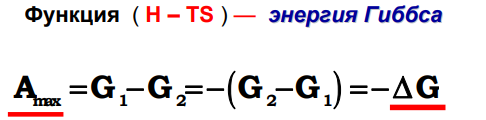 Функция ( H – TS ) — энергия Гиббса
Amax =G1–G2=–(G2–G1)=–ΔG